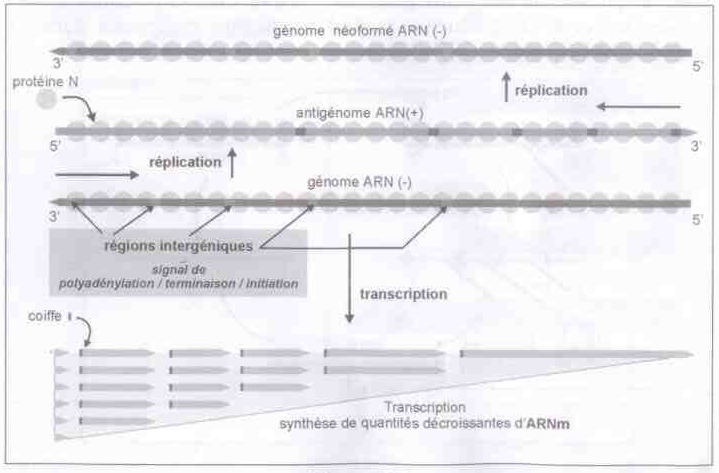 génome néoformé ARN (-)
3'
5'
protéine N
réplication
antigénome ARN(+)
5'
3'
réplication
génome ARN (-)
3'
5'
régions intergéniques
signal de
polyadénylation / terminaison / initiation
transcription
coiffe
Transcription
synthèse de quantités décroissantes d'ARNm